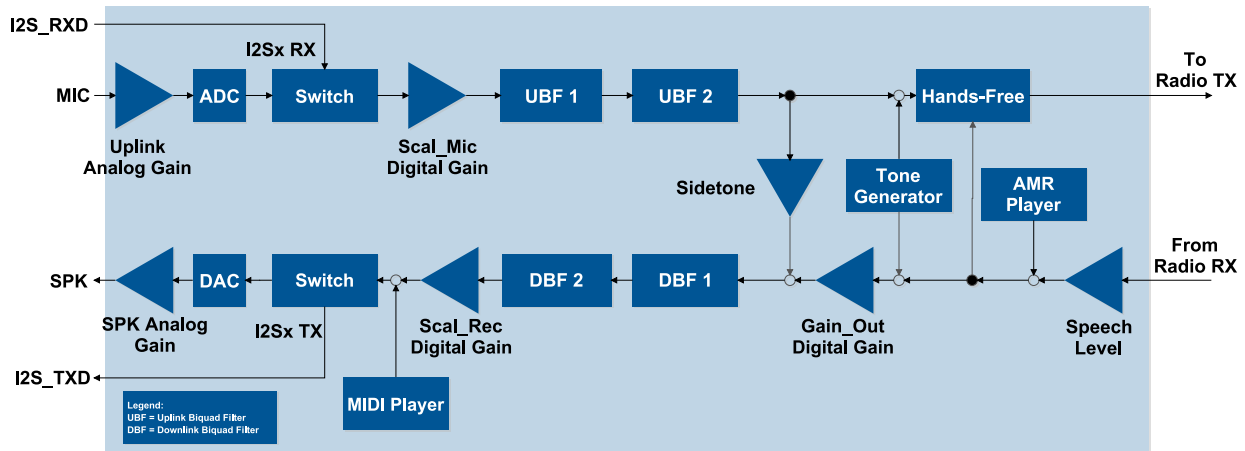 I2S_RXD
I2Sx RX
To
Radio TX
MIC
ADC
Switch
UBF 1
UBF 2
Hands-Free
Uplink
Analog Gain
Scal_Mic
Digital Gain
Sidetone
Tone
Generator
AMR
Player
From
Radio RX
SPK
DAC
Switch
DBF 2
DBF 1
SPK Analog
Gain
I2Sx TX
Scal_Rec
Digital Gain
Gain_Out
Digital Gain
Speech
Level
I2S_TXD
MIDI Player
Legend:
UBF = Uplink Biquad Filter
DBF = Downlink Biquad Filter